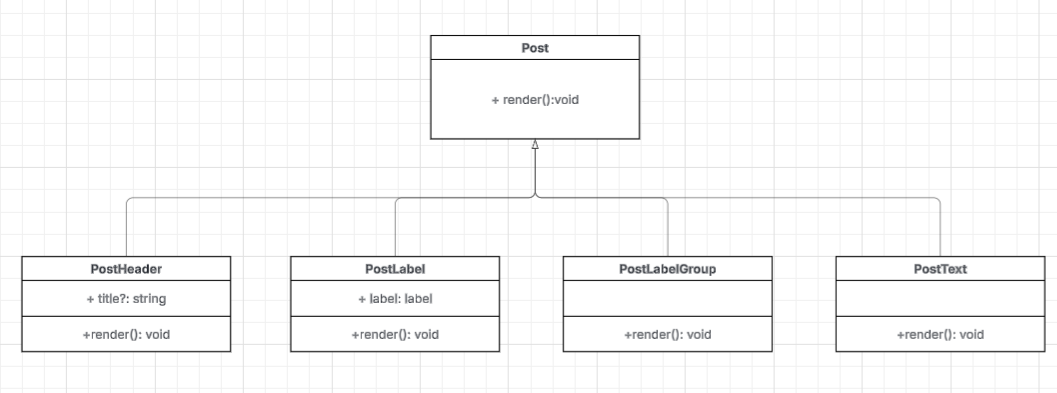 Post
+ render():void
PostHeader
+ title?: string
+render(): void
PostLabel
+ label: label
+render(): void
PostLabelGroup
+render(): void
PostText
+render(): void